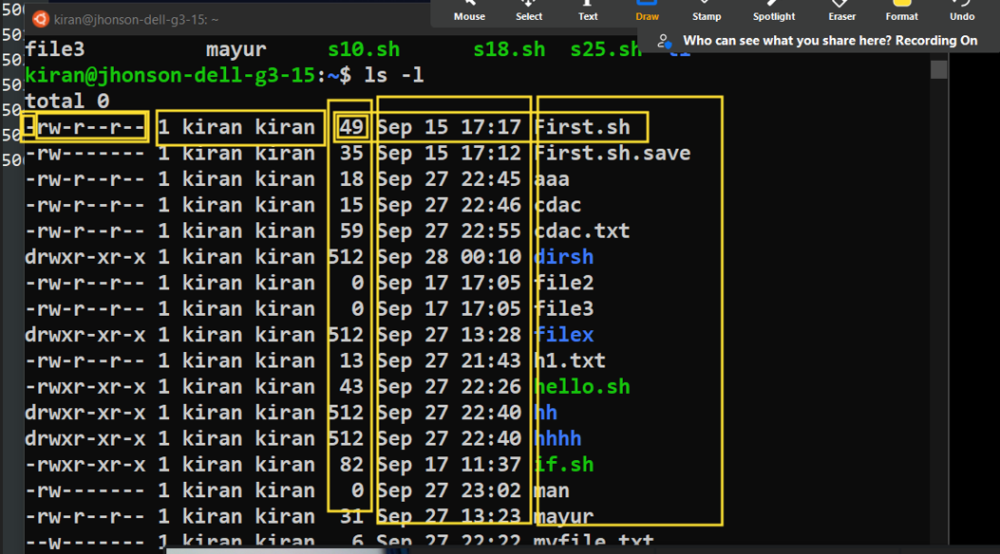 kiran@jhonson-dell-g3-15: ~
Mouse Select Text Draw Stamp Spotlight Eraser Format Undo
Who can see what you share here? Recording On
file3 mayur s10.sh s18.sh s25.sh
kiran@jhonson-dell-g3-15:~$ ls -l
total 0
-rw-r--r-- 1 kiran kiran 49 Sep 15 17:17 First.sh
-rw------- 1 kiran kiran 35 Sep 15 17:12 First.sh.save
-rw-r--r-- 1 kiran kiran 18 Sep 27 22:45 aaa
-rw-r--r-- 1 kiran kiran 15 Sep 27 22:46 cdac
-rw-r--r-- 1 kiran kiran 59 Sep 27 22:55 cdac.txt
drwxr-xr-x 1 kiran kiran 512 Sep 28 00:10 dirsh
-rw-r--r-- 1 kiran kiran 0 Sep 17 17:05 file2
-rw-r--r-- 1 kiran kiran 0 Sep 17 17:05 file3
drwxr-xr-x 1 kiran kiran 512 Sep 27 13:28 filex
-rw-r--r-- 1 kiran kiran 13 Sep 27 21:43 h1.txt
-rwxr-xr-x 1 kiran kiran 43 Sep 27 22:26 hello.sh
drwxr-xr-x 1 kiran kiran 512 Sep 27 22:40 hh
drwxr-xr-x 1 kiran kiran 512 Sep 27 22:40 hhhh
-rwxr-xr-x 1 kiran kiran 82 Sep 17 11:37 if.sh
-rw------- 1 kiran kiran 0 Sep 27 23:02 man
-rw-r--r-- 1 kiran kiran 31 Sep 27 13:23 mayur
--w------- 1 kiran kiran 6 Sep 27 22:22 myfile.txt